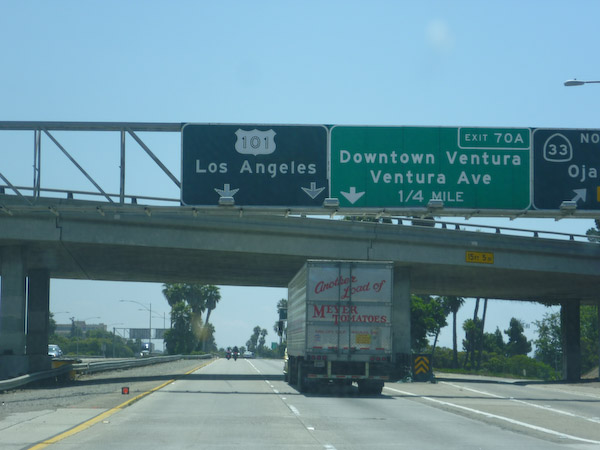 101
Los Angeles
EXIT 70A
Downtown Ventura
Ventura Ave
1/4 MILE
33
Another
Load of
MEYER
TOMATOES